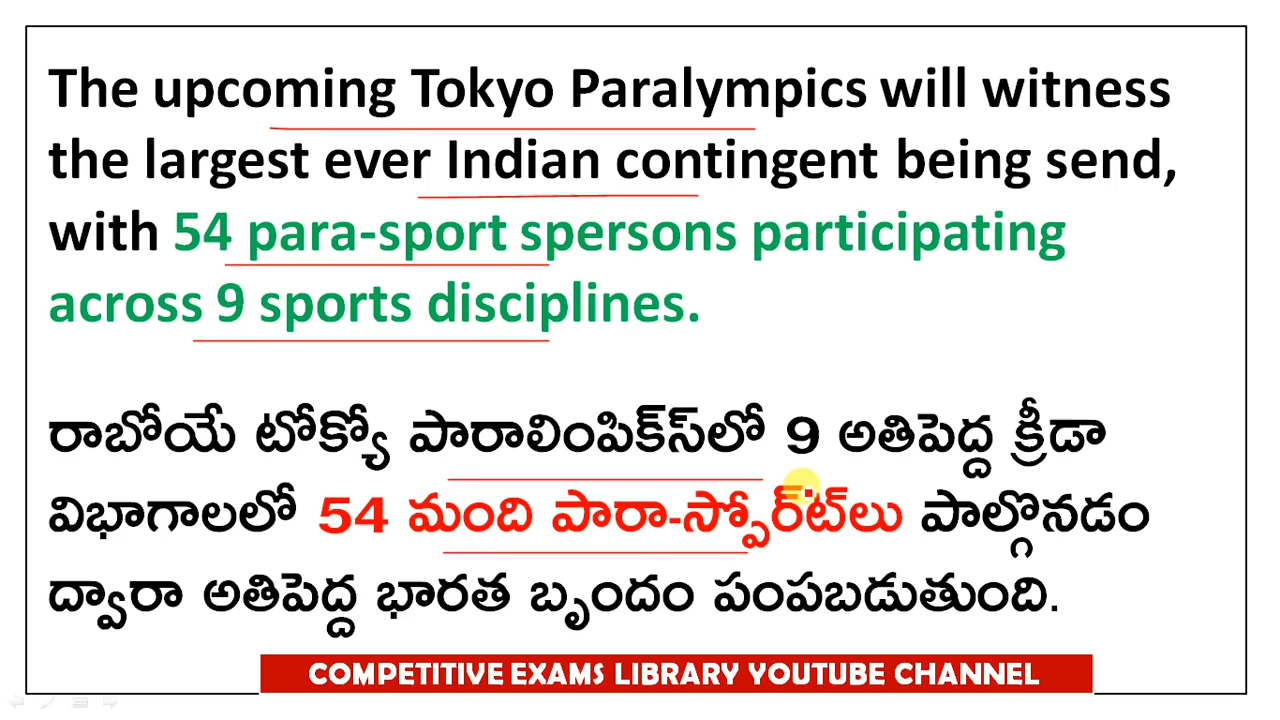 The upcoming Tokyo Paralympics will witness
the largest ever Indian contingent being send,
with 54 para-sport spersons participating
across 9 sports disciplines.
రాబోయే టోక్యో పారాలింపిక్స్‌లో 9 అతిపెద్ద క్రీడా
విభాగాలలో 54 మంది పారా-స్పోర్ట్‌లు పాల్గొనడం
ద్వారా అతిపెద్ద భారత బృందం పంపబడుతుంది.
COMPETITIVE EXAMS LIBRARY YOUTUBE CHANNEL